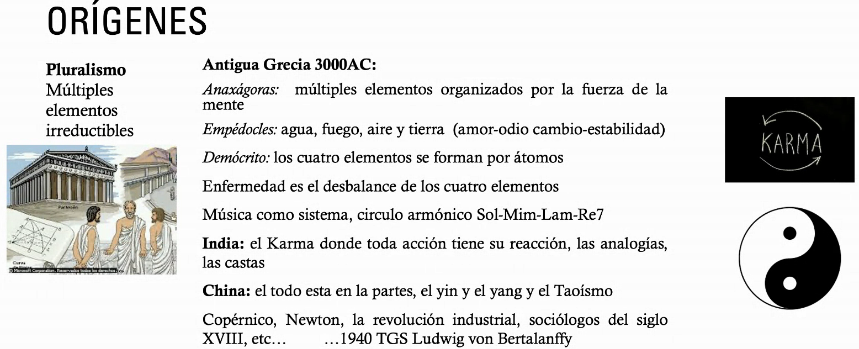 ORÍGENES
Pluralismo
Múltiples
elementos
irreductibles
Antigua Grecia 3000AC:
Anaxágoras: múltiples elementos organizados por la fuerza de la
mente
Empédocles: agua, fuego, aire y tierra (amor-odio cambio-estabilidad)
Demócrito: los cuatro elementos se forman por átomos
Enfermedad es el desbalance de los cuatro elementos
Música como sistema, circulo armónico Sol-Mim-Lam-Re7
India: el Karma donde toda acción tiene su reacción, las analogías,
las castas
China: el todo esta en la partes, el yin y el yang y el Taoísmo
Copérnico, Newton, la revolución industrial, sociólogos del siglo
XVIII, etc… …1940 TGS Ludwig von Bertalanffy
KARMA
© Microsoft Corporation. Reservados todos los derechos